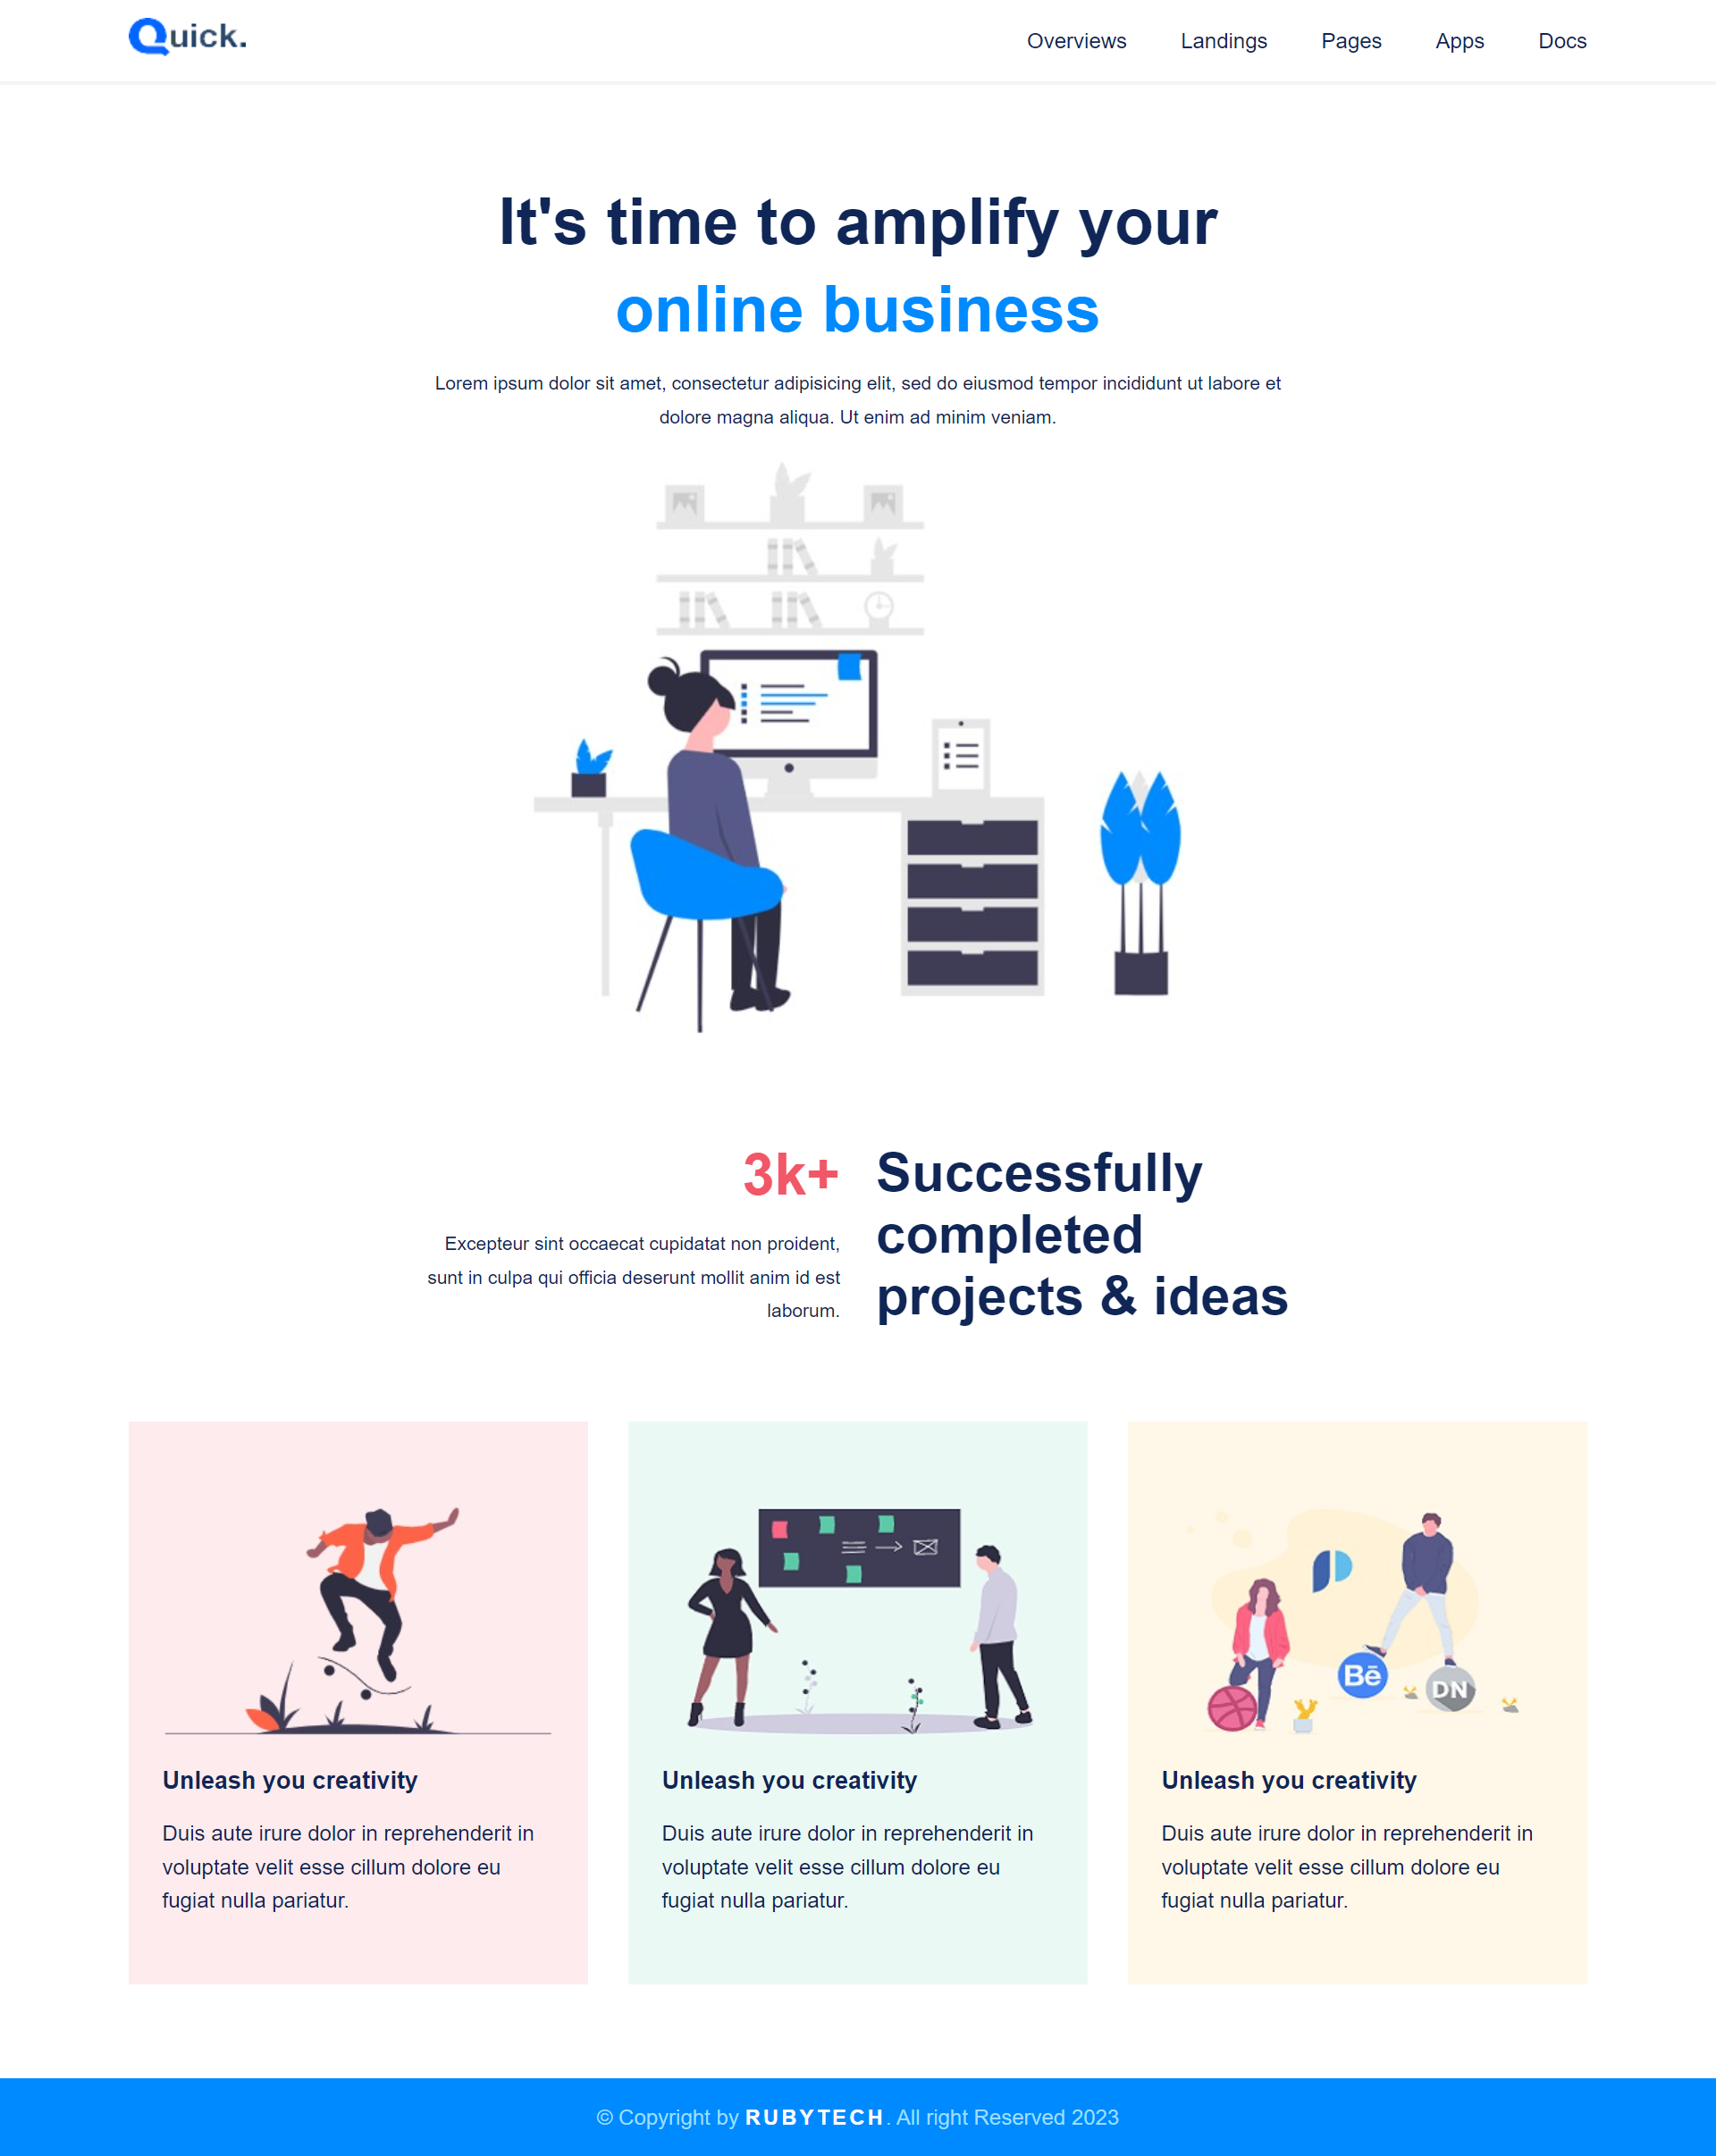 Quick.
Overviews Landings Pages Apps Docs
It's time to amplify your
online business
Lorem ipsum dolor sit amet, consectetur adipisicing elit, sed do eiusmod tempor incididunt ut labore et
dolore magna aliqua. Ut enim ad minim veniam.
3k+
Excepteur sint occaecat cupidatat non proident,
sunt in culpa qui officia deserunt mollit anim id est
laborum.
Successfully
completed
projects & ideas
Bē
DN
Unleash you creativity
Duis aute irure dolor in reprehenderit in
voluptate velit esse cillum dolore eu
fugiat nulla pariatur.
Unleash you creativity
Duis aute irure dolor in reprehenderit in
voluptate velit esse cillum dolore eu
fugiat nulla pariatur.
Unleash you creativity
Duis aute irure dolor in reprehenderit in
voluptate velit esse cillum dolore eu
fugiat nulla pariatur.
© Copyright by RUBYTECH. All right Reserved 2023